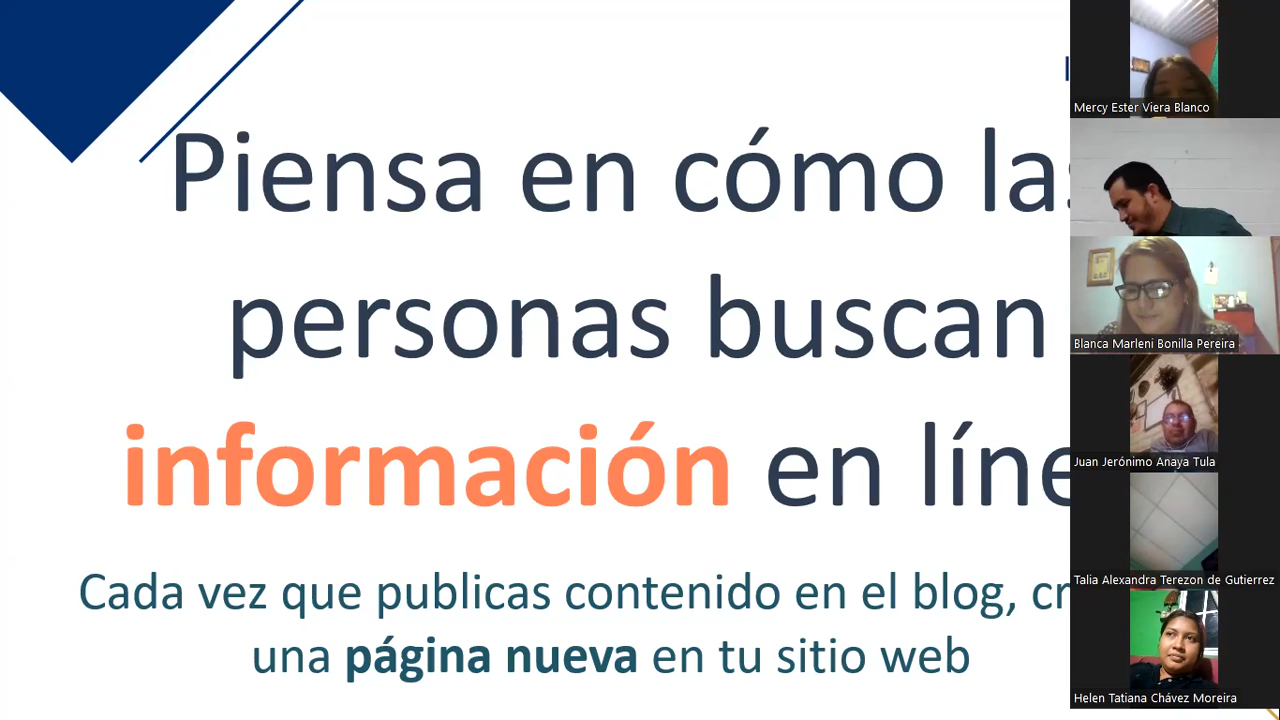 Piensa en cómo las
personas buscan
información en líne
Cada vez que publicas contenido en el blog, cr
una página nueva en tu sitio web
Mercy Ester Viera Blanco
Blanca Marleni Bonilla Pereira
Juan Jerónimo Anaya Tula
Talia Alexandra Terezon de Gutierrez
Helen Tatiana Chávez Moreira